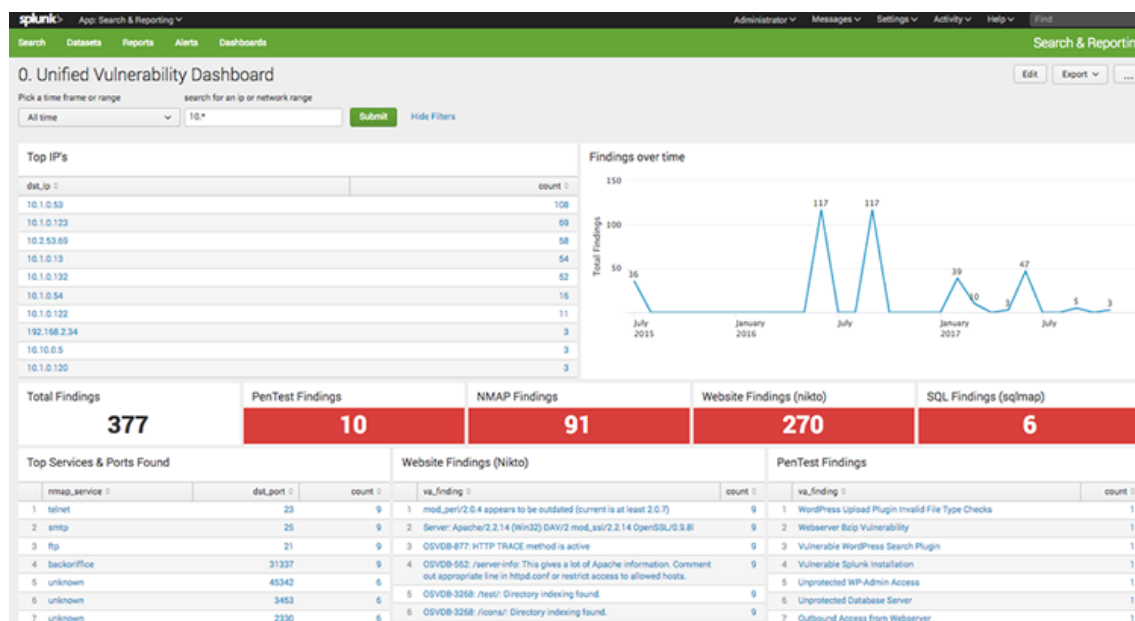 splunk> App: Search & Reporting Administrator Messages Settings Activity Help Find
Search Datasets Reports Alerts Dashboards Search & Reportin
0. Unified Vulnerability Dashboard Edit Export ...
Pick a time frame or range search for an ip or network range
All time 10.* Submit Hide Filters
Top IP's
dst_ip count
10.1.0.53 108
10.1.0.123 69
10.2.53.69 58
10.1.0.13 54
10.1.0.132 52
10.1.0.54 16
10.1.0.122 11
192.168.2.34 3
10.10.0.5 3
10.1.0.120 3
Findings over time
Total Findings
150
100
50
36
117
117
39
10
3
47
5
3
July 2015
January 2016
July
January 2017
July
Total Findings
377
PenTest Findings
10
NMAP Findings
91
Website Findings (nikto)
270
SQL Findings (sqlmap)
6
Top Services & Ports Found
nmap_service dst_port count
1 telnet 23 9
2 smtp 25 9
3 ftp 21 9
4 backoriffice 31337 9
5 unknown 45342 6
6 unknown 3453 6
7 unknown 2330 6
Website Findings (Nikto)
va_finding count
1 mod_perl/2.0.4 appears to be outdated (current is at least 2.0.7) 9
2 Server: Apache/2.2.14 (Win32) DAV/2 mod_ssl/2.2.14 OpenSSL/0.9.8l 9
3 OSVDB-877: HTTP TRACE method is active 9
4 OSVDB-562: /server-info: This gives a lot of Apache information. Comment 9
out appropriate line in httpd.conf or restrict access to allowed hosts.
5 OSVDB-3268: /test/: Directory indexing found. 9
6 OSVDB-3268: /icons/: Directory indexing found. 9
PenTest Findings
va_finding count
1 WordPress Upload Plugin Invalid File Type Checks 1
2 Webserver Bzip Vulnerability 1
3 Vulnerable WordPress Search Plugin 1
4 Vulnerable Splunk Installation 1
5 Unprotected WP-Admin Access 1
6 Unprotected Database Server 1
7 Outbound Access from Webserver 1